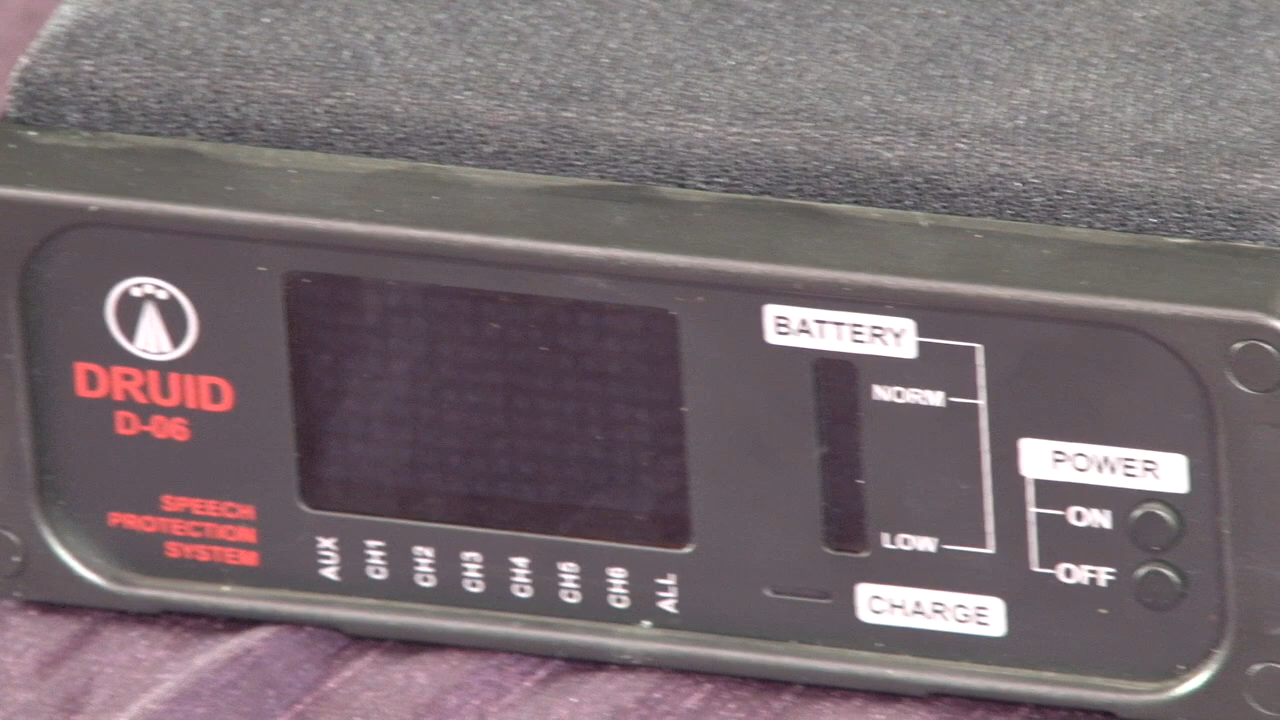 DRUID
D-06
SPEECH
PROTECTION
SYSTEM
AUX
CH1
CH2
CH3
CH4
CH5
CH6
ALL
BATTERY
NORM
LOW
CHARGE
POWER
ON
OFF